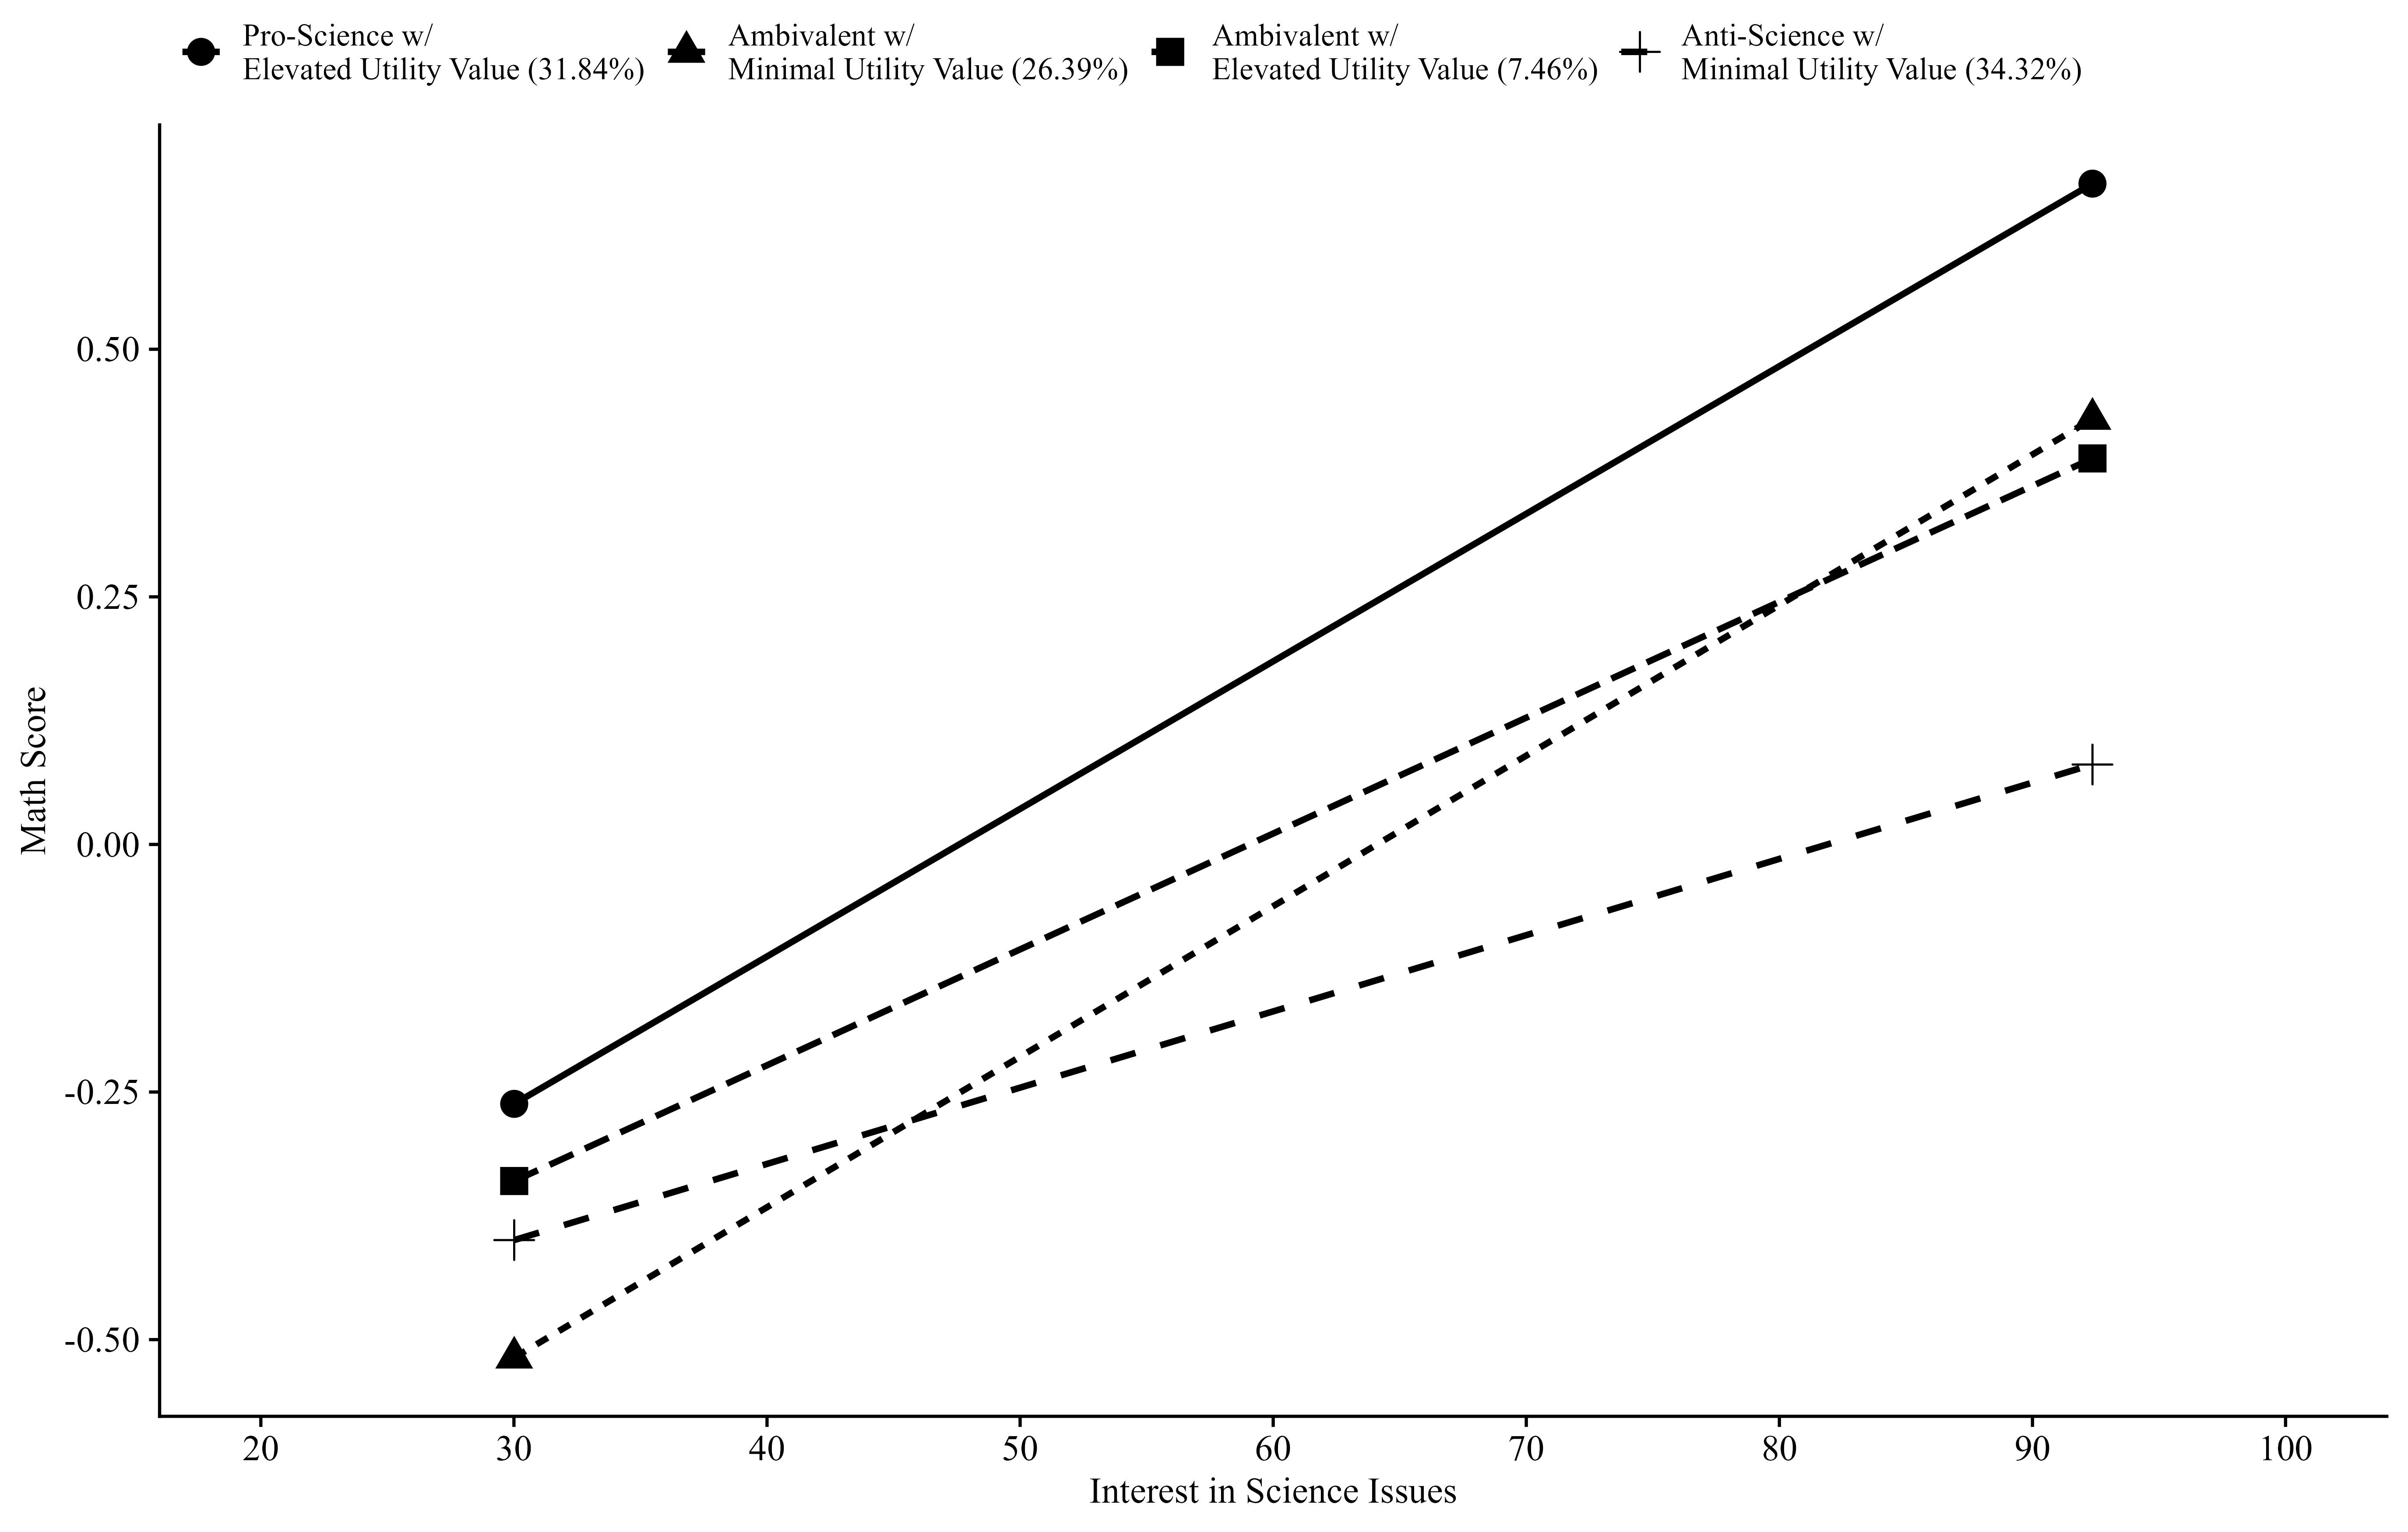 Pro-Science w/
Elevated Utility Value (31.84%)
Ambivalent w/
Minimal Utility Value (26.39%)
Ambivalent w/
Elevated Utility Value (7.46%)
Anti-Science w/
Minimal Utility Value (34.32%)
Math Score
0.50
0.25
0.00
-0.25
-0.50
20 30 40 50 60 70 80 90 100
Interest in Science Issues